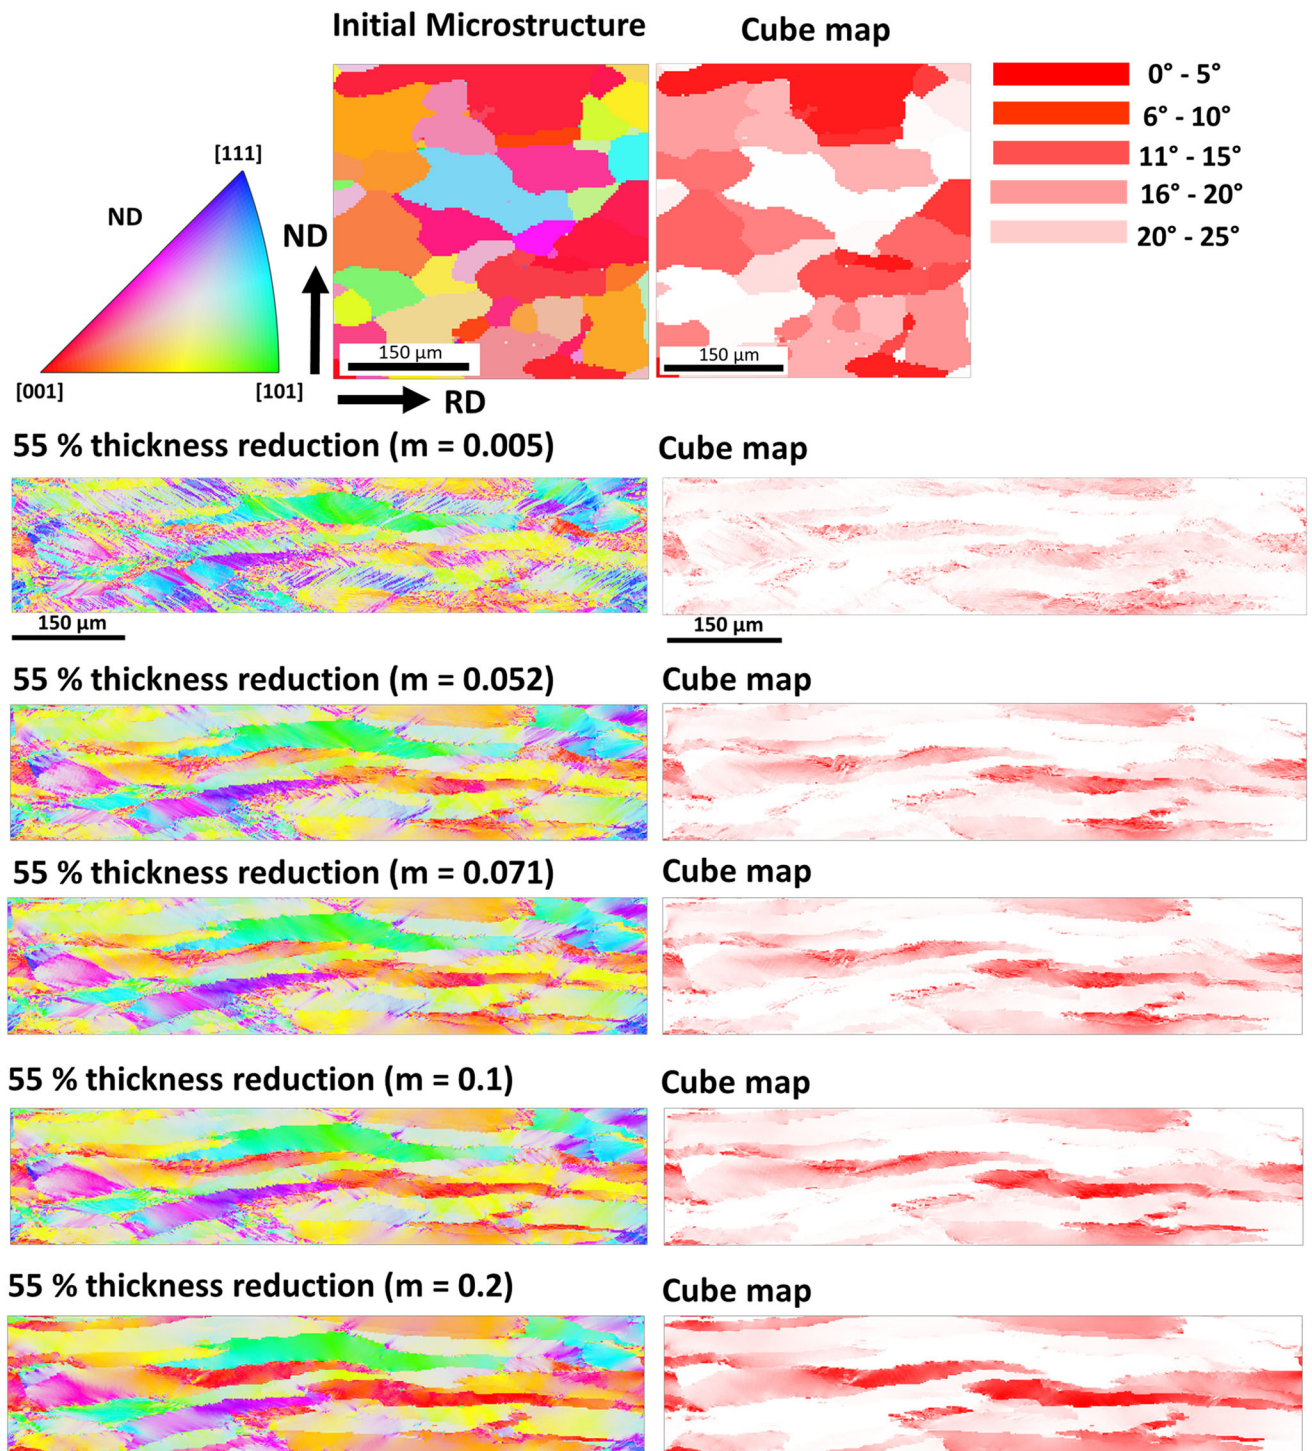 Initial Microstructure
Cube map
0° - 5°
6° - 10°
11° - 15°
16° - 20°
20° - 25°
[111]
ND
[001]
[101]
ND
RD
150 µm
150 µm
55 % thickness reduction (m = 0.005)
Cube map
150 µm
150 µm
55 % thickness reduction (m = 0.052)
Cube map
55 % thickness reduction (m = 0.071)
Cube map
55 % thickness reduction (m = 0.1)
Cube map
55 % thickness reduction (m = 0.2)
Cube map